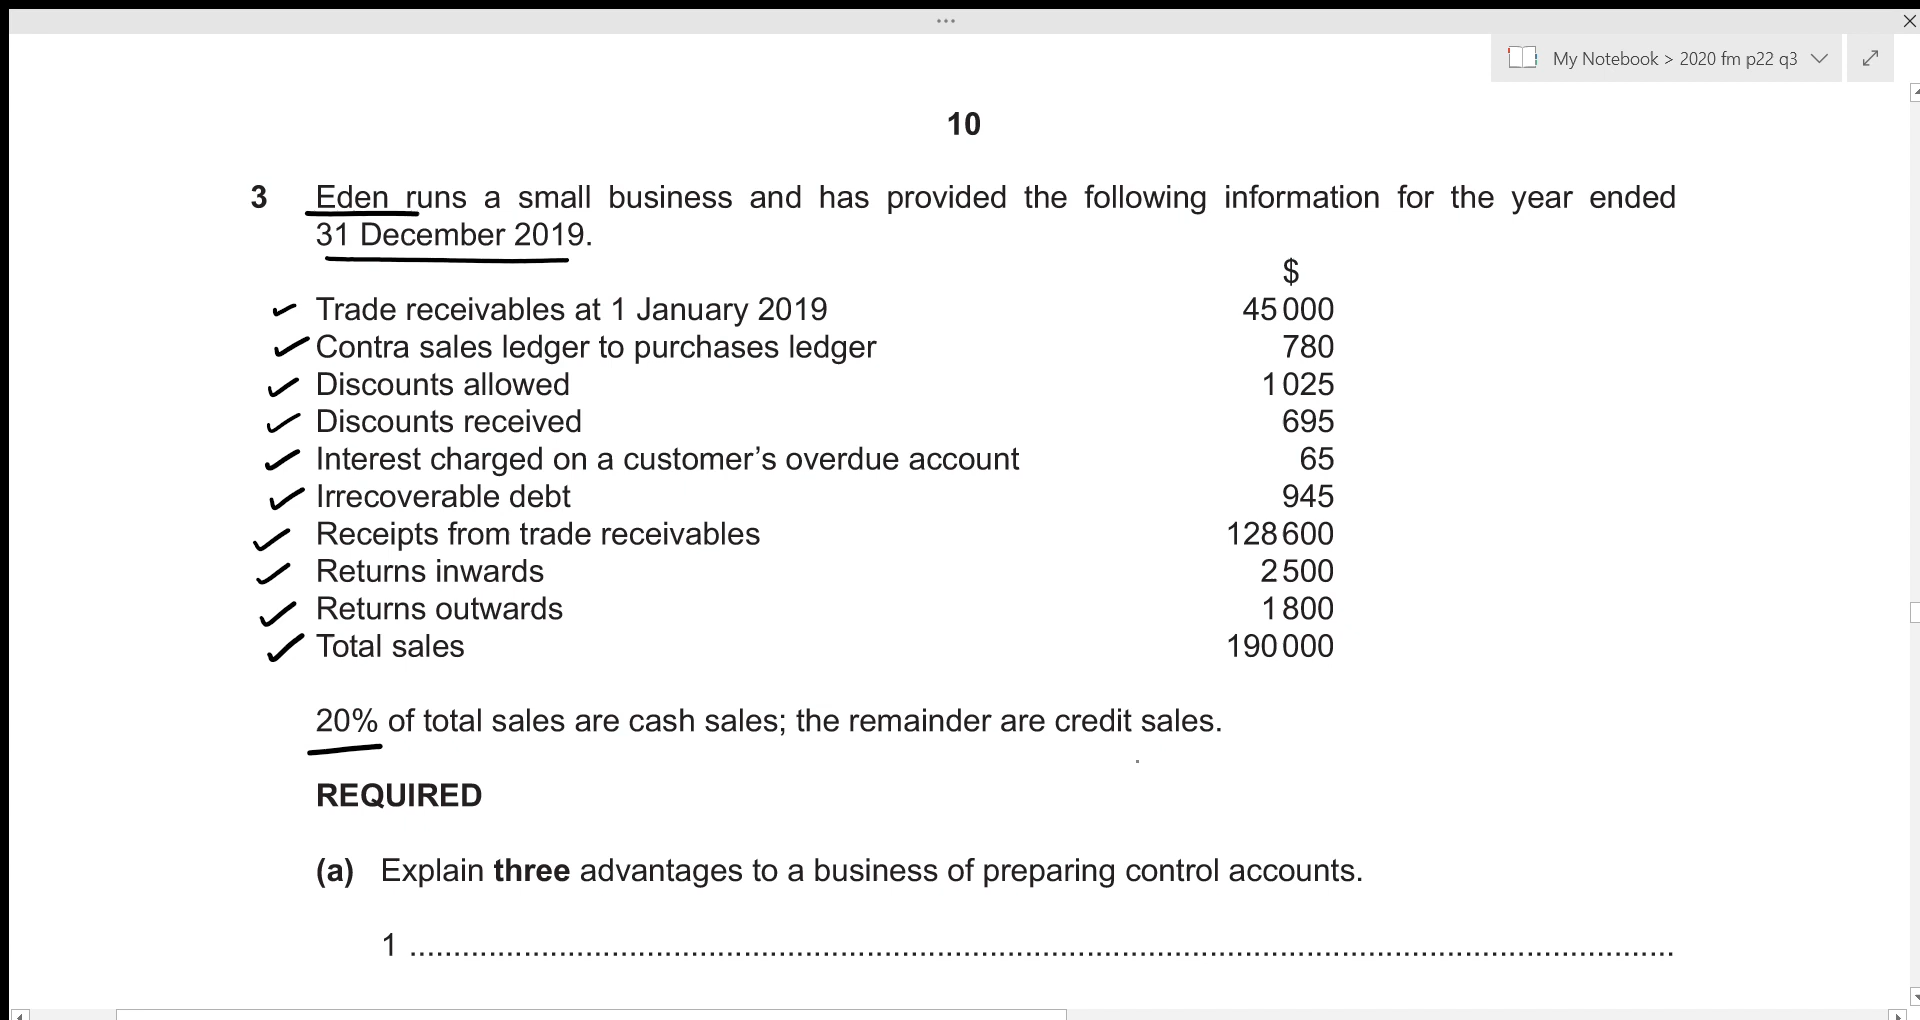 My Notebook > 2020 fm p22 q3
10
3 Eden runs a small business and has provided the following information for the year ended
31 December 2019.
$
Trade receivables at 1 January 2019 45 000
Contra sales ledger to purchases ledger 780
Discounts allowed 1 025
Discounts received 695
Interest charged on a customer’s overdue account 65
Irrecoverable debt 945
Receipts from trade receivables 128 600
Returns inwards 2 500
Returns outwards 1 800
Total sales 190 000
20% of total sales are cash sales; the remainder are credit sales.
REQUIRED
(a) Explain three advantages to a business of preparing control accounts.
1 ....................................................................................................